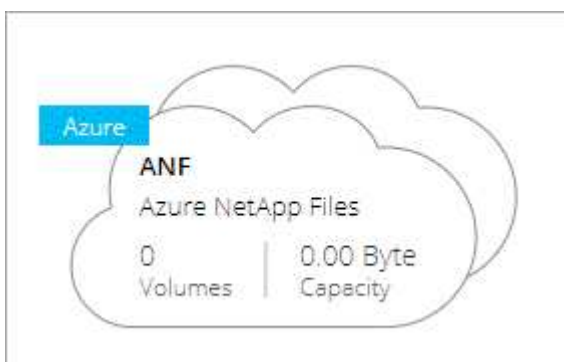 Azure
ANF
Azure NetApp Files
0 0.00 Byte
Volumes Capacity